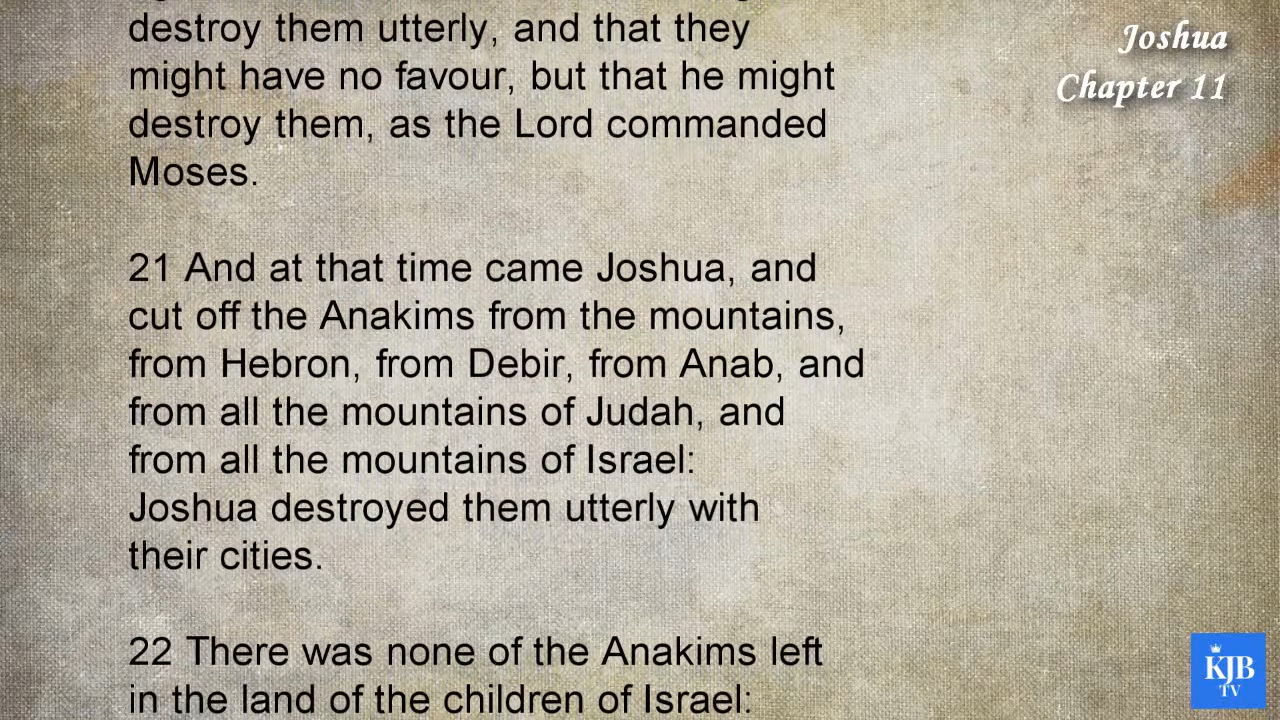 destroy them utterly, and that they
might have no favour, but that he might
destroy them, as the Lord commanded
Moses.
21 And at that time came Joshua, and
cut off the Anakims from the mountains,
from Hebron, from Debir, from Anab, and
from all the mountains of Judah, and
from all the mountains of Israel:
Joshua destroyed them utterly with
their cities.
22 There was none of the Anakims left
in the land of the children of Israel:
Joshua
Chapter 11
KJB
TV